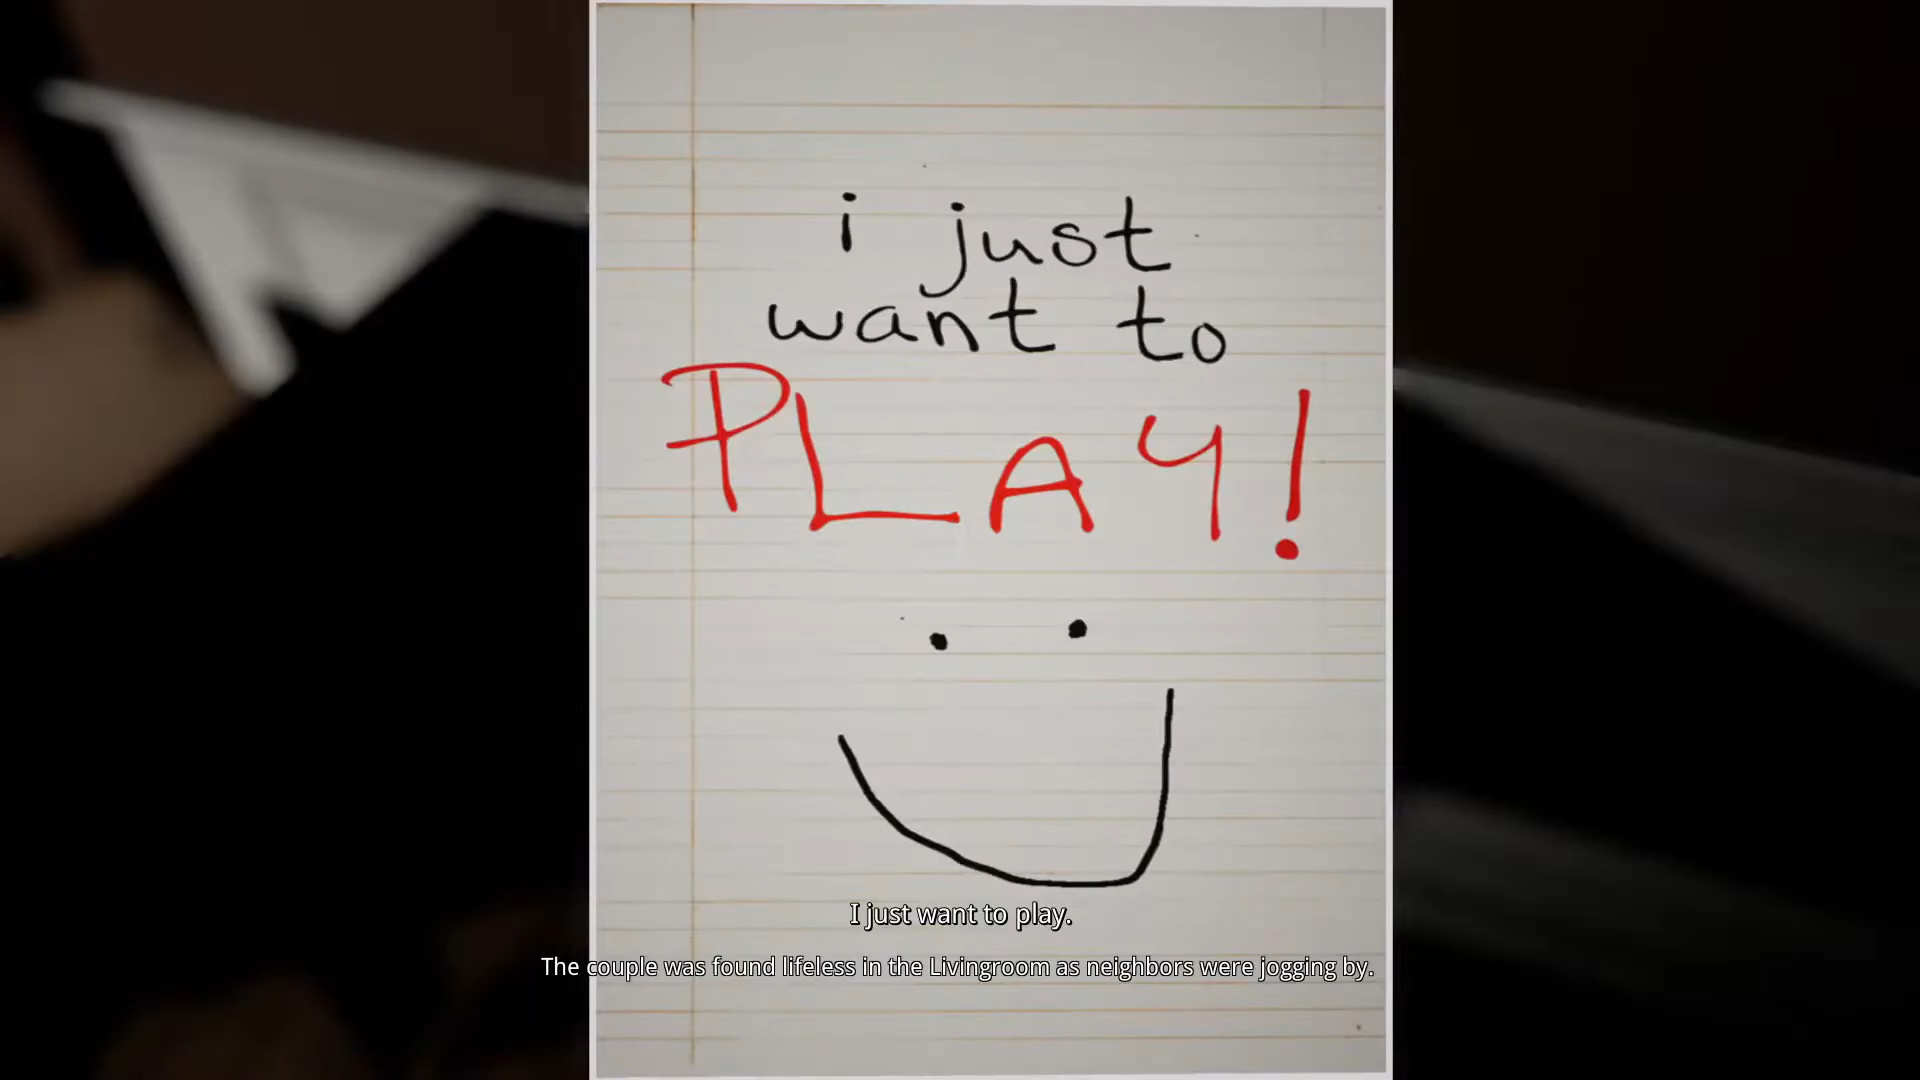 i just
want to
PLAY!
I just want to play.
The couple was found lifeless in the Livingroom as neighbors were jogging by.